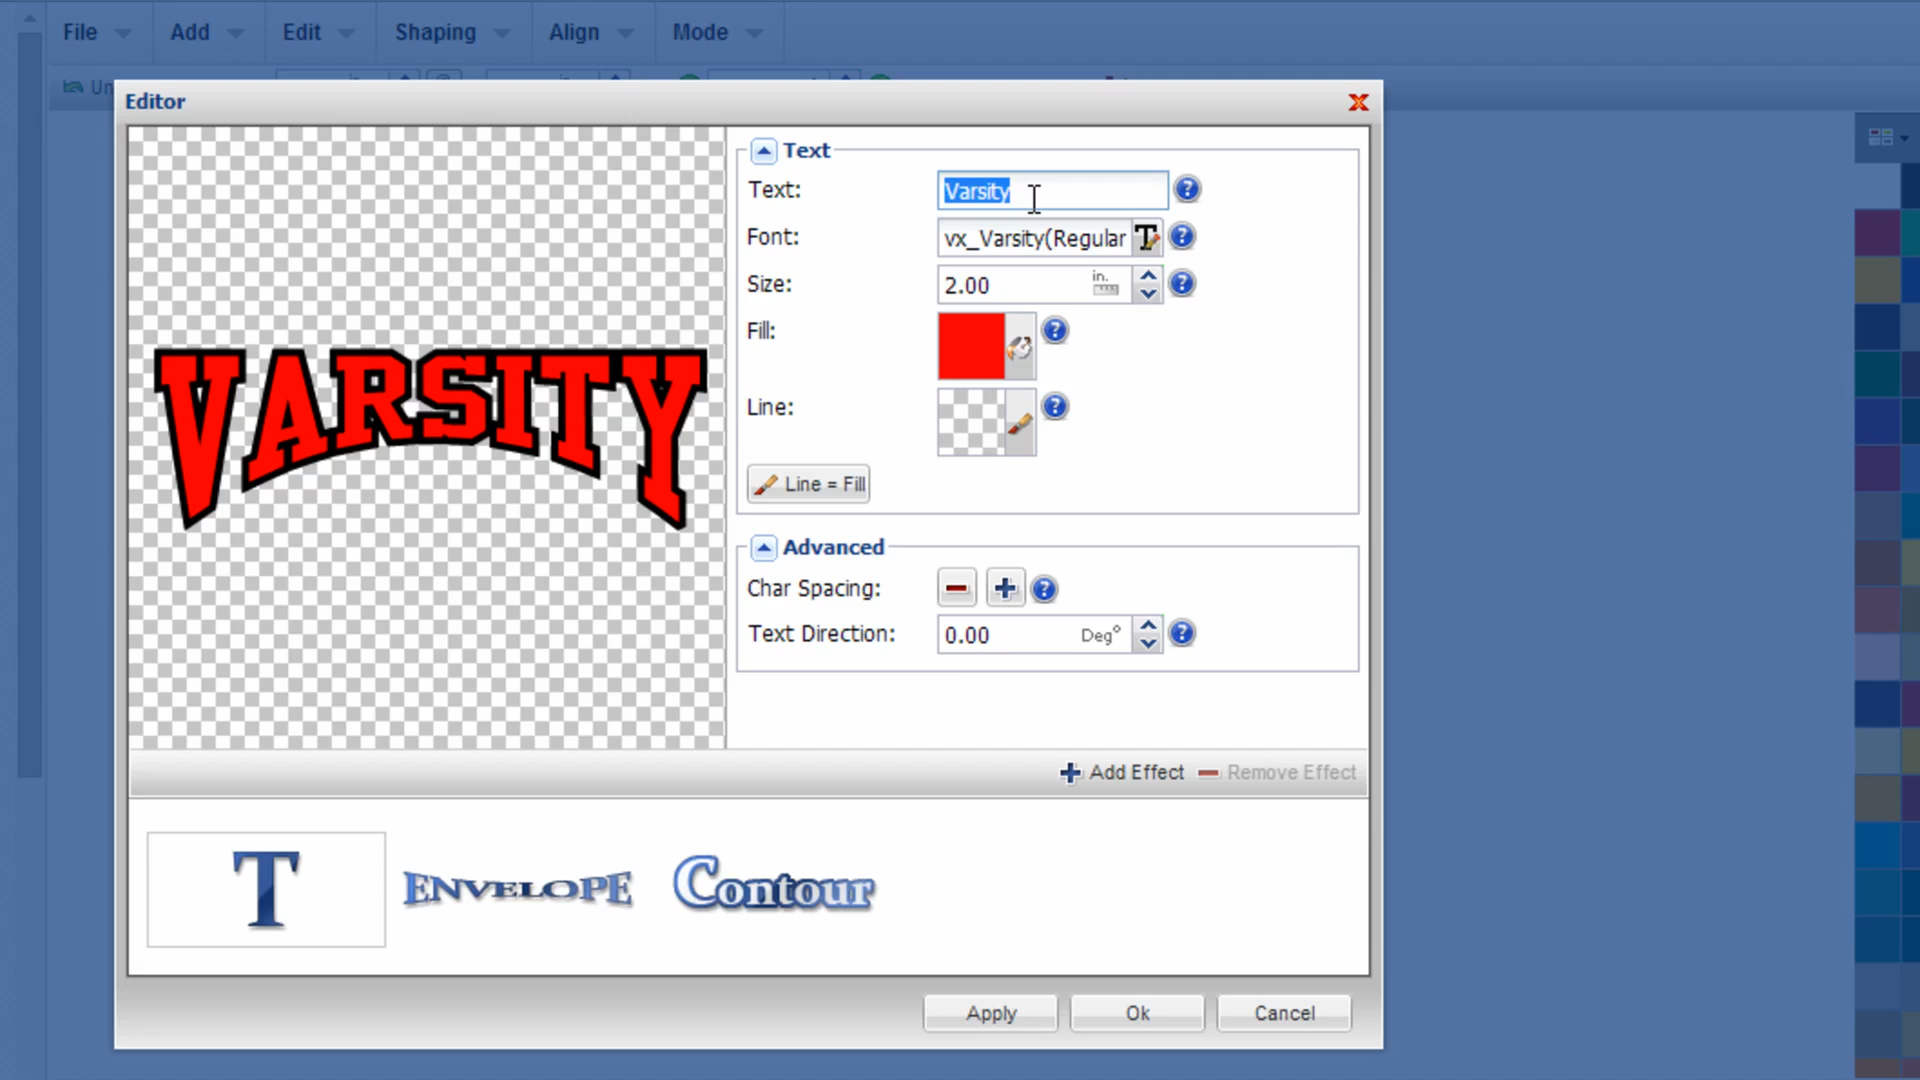 File Add Edit Shaping Align Mode
Un
Editor
Text
Text: Varsity
Font: vx_Varsity(Regular
Size: 2.00 in.
Fill:
Line:
Line = Fill
VARSITY
Advanced
Char Spacing:
Text Direction: 0.00 Deg°
Add Effect Remove Effect
T ENVELOPE Contour
Apply Ok Cancel